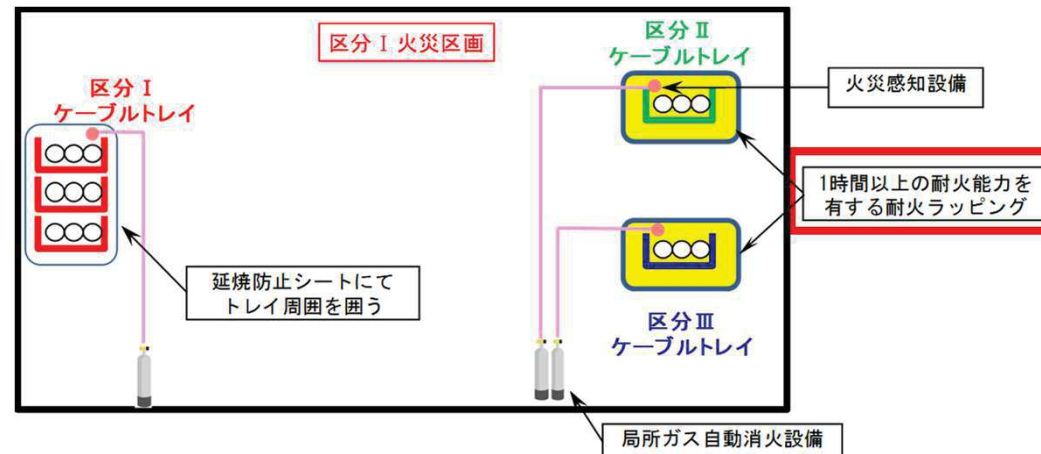 区分Ⅰ火災区画
区分Ⅰ
ケーブルトレイ
区分Ⅱ
ケーブルトレイ
火災感知設備
1時間以上の耐火能力を
有する耐火ラッピング
延焼防止シートにて
トレイ周囲を囲う
区分Ⅲ
ケーブルトレイ
局所ガス自動消火設備